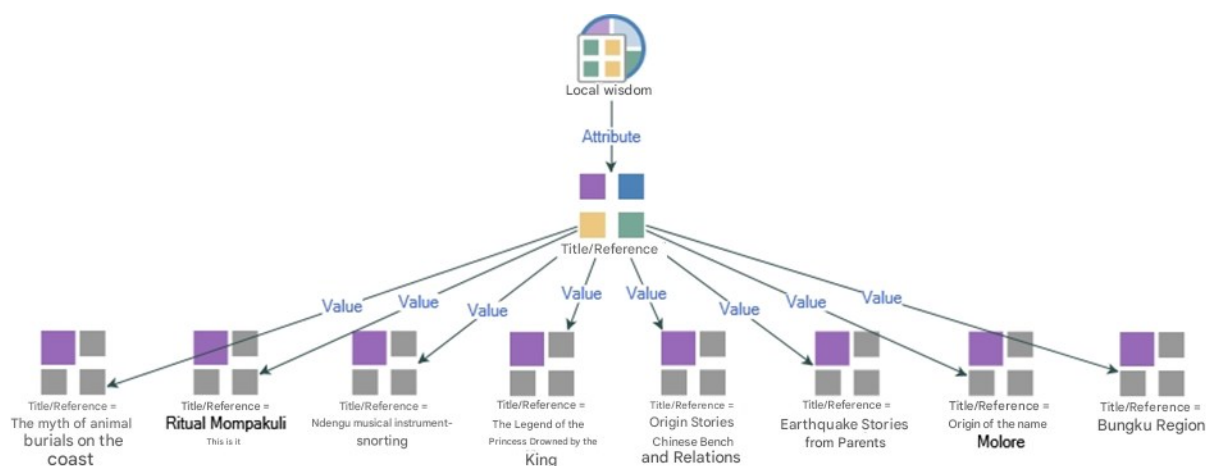 Local wisdom
Attribute
Title/Reference
Value
Value
Value
Value
Value
Value
Value
Value
Title/Reference =
The myth of animal
burials on the
coast
Title/Reference =
Ritual Mompakuli
This is it
Title/Reference =
Ndengu musical instrument-
snorting
Title/Reference =
The Legend of the
Princess Drowned by the
King
Title/Reference =
Origin Stories
Chinese Bench
and Relations
Title/Reference =
Earthquake Stories
from Parents
Title/Reference =
Origin of the name
Molore
Title/Reference =
Bungku Region